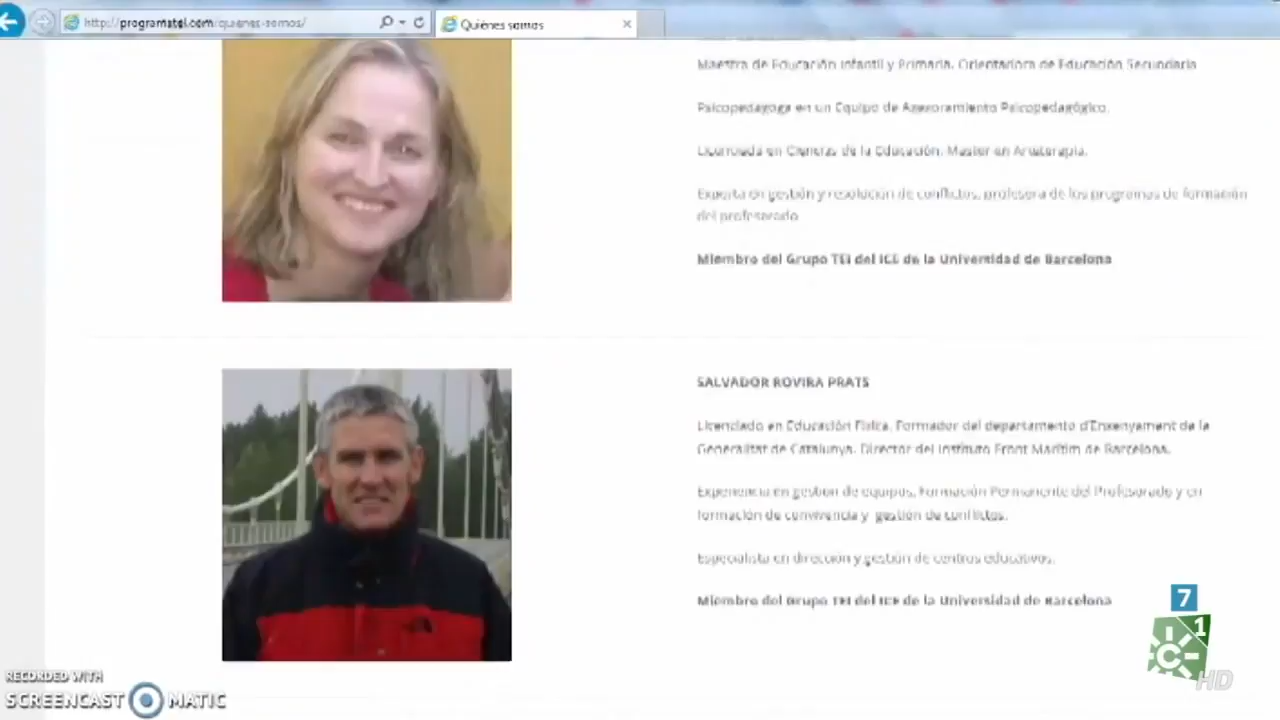 http://programatei.com/quienes-somos/
Quiénes somos
Maestra de Educación Infantil y Primaria. Orientadora de Educación Secundaria
Psicopedagoga en un Equipo de Asesoramiento Psicopedagógico.
Licenciada en Ciencias de la Educación. Master en Arteterapia.
Experta en gestión y resolución de conflictos, profesora de los programas de formación
del profesorado
Miembro del Grupo TEI del ICE de la Universidad de Barcelona
SALVADOR ROVIRA PRATS
Licenciado en Educación Física. Formador del departamento d'Ensenyament de la
Generalitat de Catalunya. Director del Instituto Front Marítim de Barcelona.
Experiencia en gestión de equipos, Formación Permanente del Profesorado y en
formación de convivencia y gestión de conflictos.
Especialista en dirección y gestión de centros educativos.
Miembro del Grupo TEI del ICE de la Universidad de Barcelona
7
1
HD
RECORDED WITH
SCREENCAST MATIC